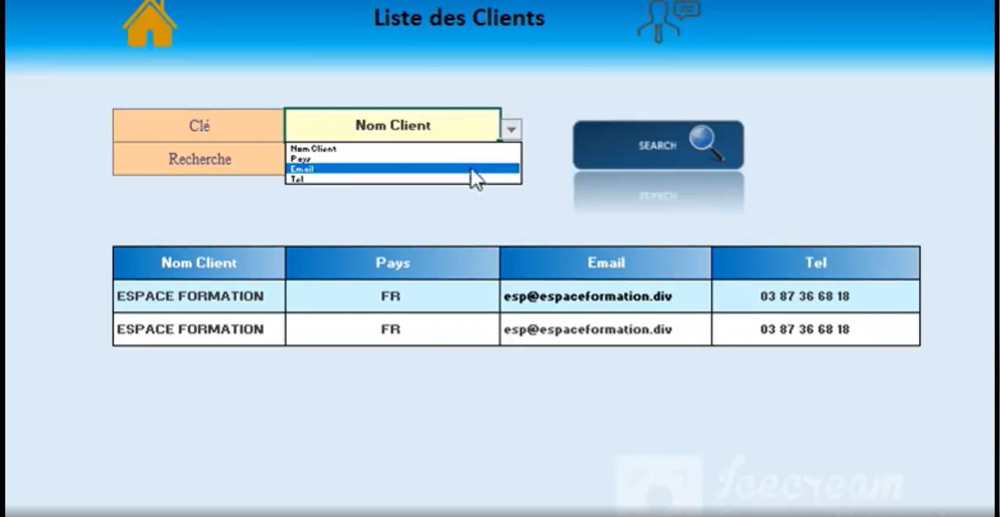 Liste des Clients
Clé Nom Client
Nom Client
Recherche Pays
Email
Tel
SEARCH
Nom Client Pays Email Tel
ESPACE FORMATION FR esp@espaceformation.div 03 87 36 68 18
ESPACE FORMATION FR esp@espaceformation.div 03 87 36 68 18
Icecream